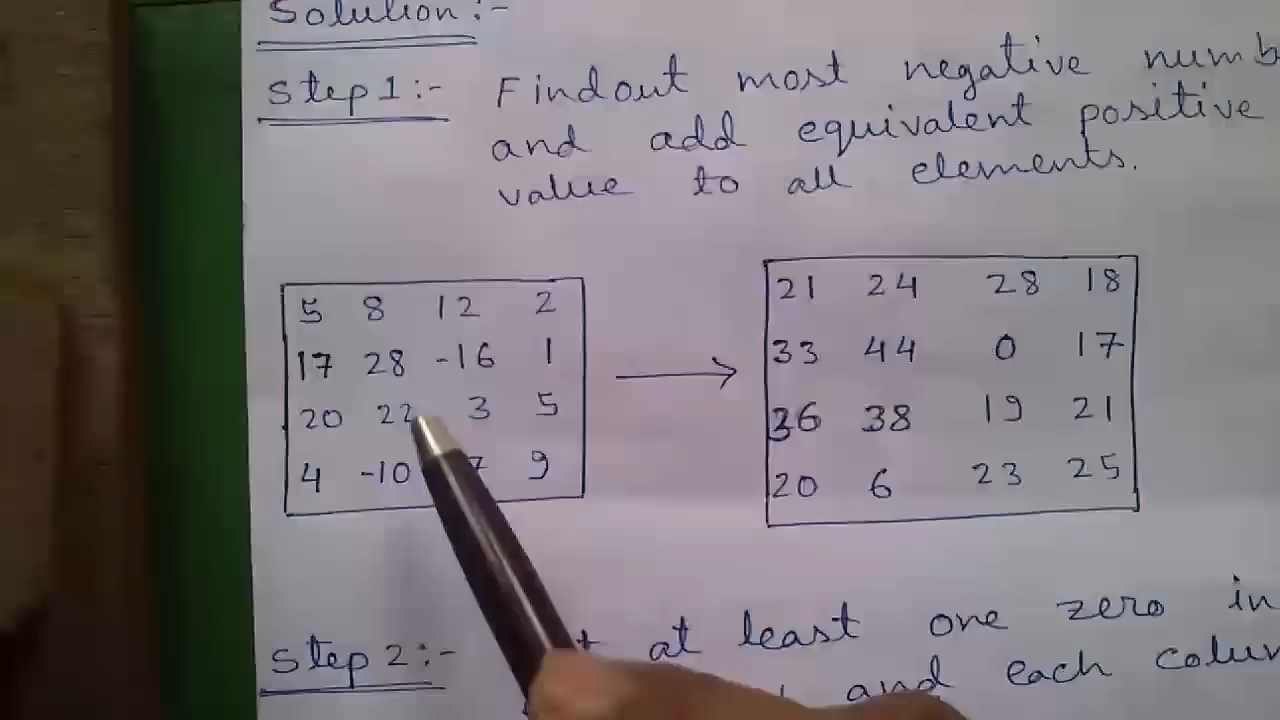 Solution :-
Step 1 :- Findout most negative numb
and add equivalent positive
value to all elements.
5 8 12 2
17 28 -16 1
20 22 3 5
4 -10 7 9
21 24 28 18
33 44 0 17
36 38 19 21
20 6 23 25
Step 2 :- at least one zero in
and each colum